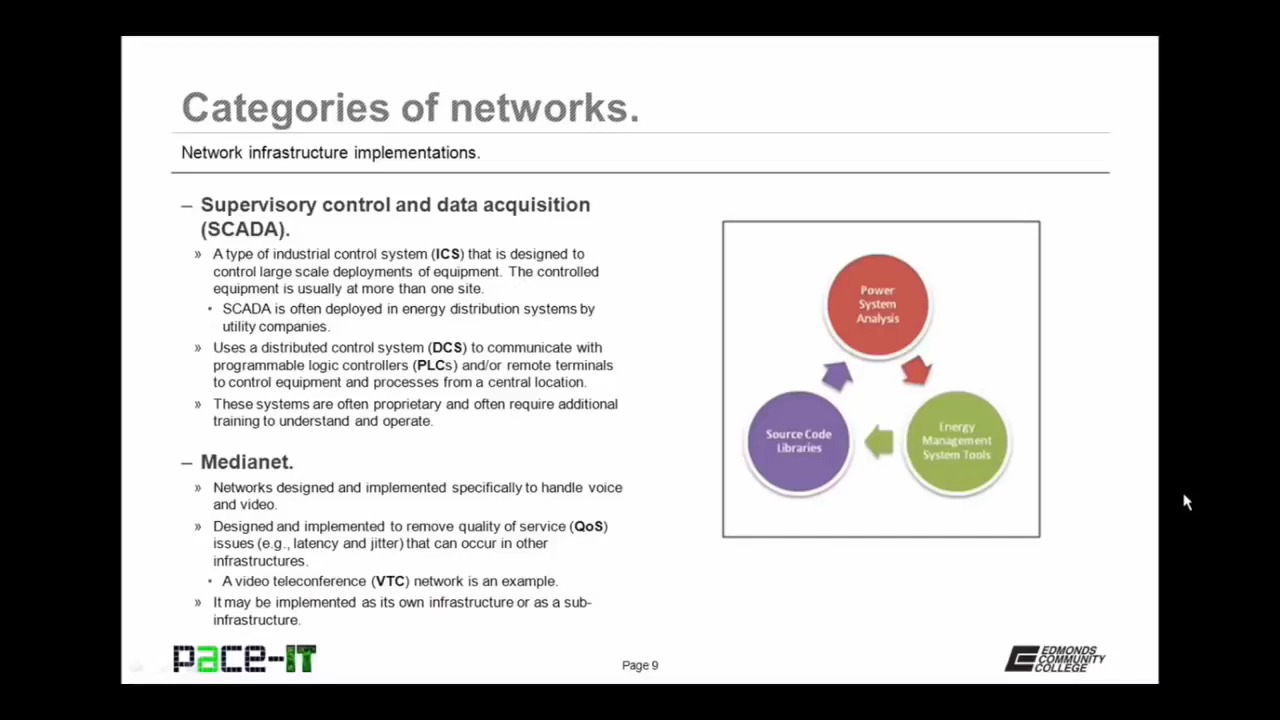 Categories of networks.
Network infrastructure implementations.
– Supervisory control and data acquisition
(SCADA).
» A type of industrial control system (ICS) that is designed to
control large scale deployments of equipment. The controlled
equipment is usually at more than one site.
• SCADA is often deployed in energy distribution systems by
utility companies.
» Uses a distributed control system (DCS) to communicate with
programmable logic controllers (PLCs) and/or remote terminals
to control equipment and processes from a central location.
» These systems are often proprietary and often require additional
training to understand and operate.
– Medianet.
» Networks designed and implemented specifically to handle voice
and video.
» Designed and implemented to remove quality of service (QoS)
issues (e.g., latency and jitter) that can occur in other
infrastructures.
• A video teleconference (VTC) network is an example.
» It may be implemented as its own infrastructure or as a sub-
infrastructure.
Power
System
Analysis
Source Code
Libraries
Energy
Management
System Tools
pace-IT
Page 9
EDMONDS
COMMUNITY
COLLEGE